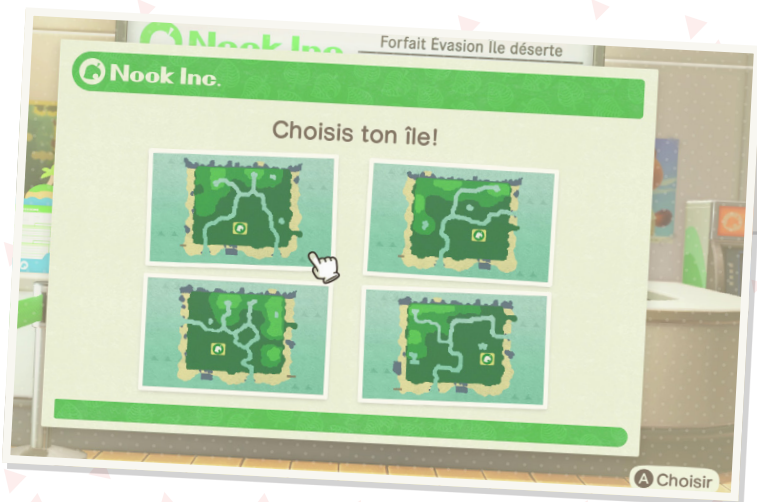 Nook Inc.
Forfait Evasion Ile déserte
Nook Inc.
Choisis ton île!
A Choisir